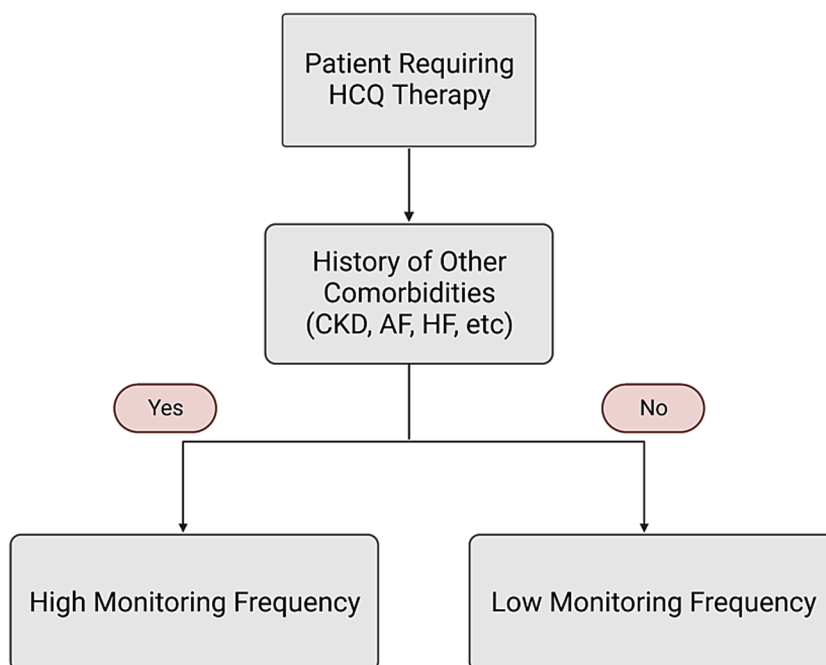 Patient Requiring
HCQ Therapy
History of Other
Comorbidities
(CKD, AF, HF, etc)
Yes
No
High Monitoring Frequency
Low Monitoring Frequency